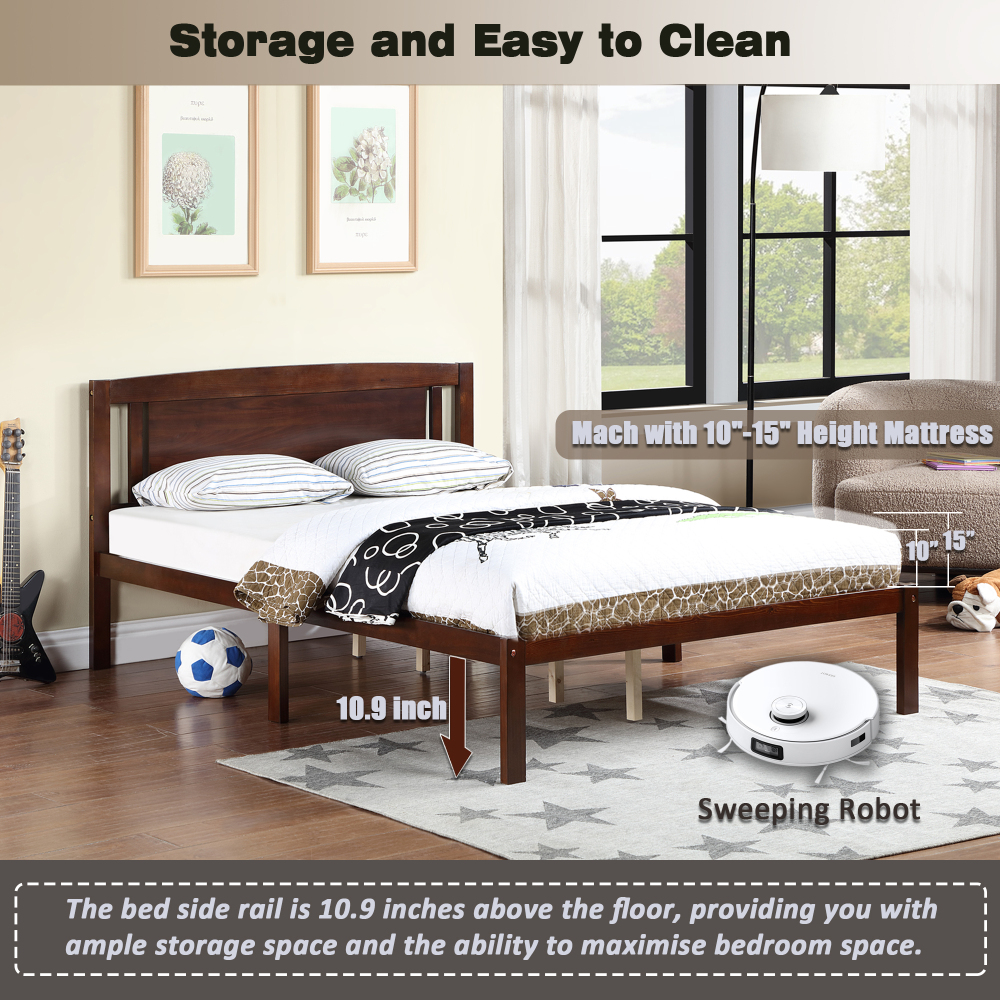 Storage and Easy to Clean
Mach with 10"-15" Height Mattress
10" 15"
10.9 inch
Sweeping Robot
The bed side rail is 10.9 inches above the floor, providing you with
ample storage space and the ability to maximise bedroom space.